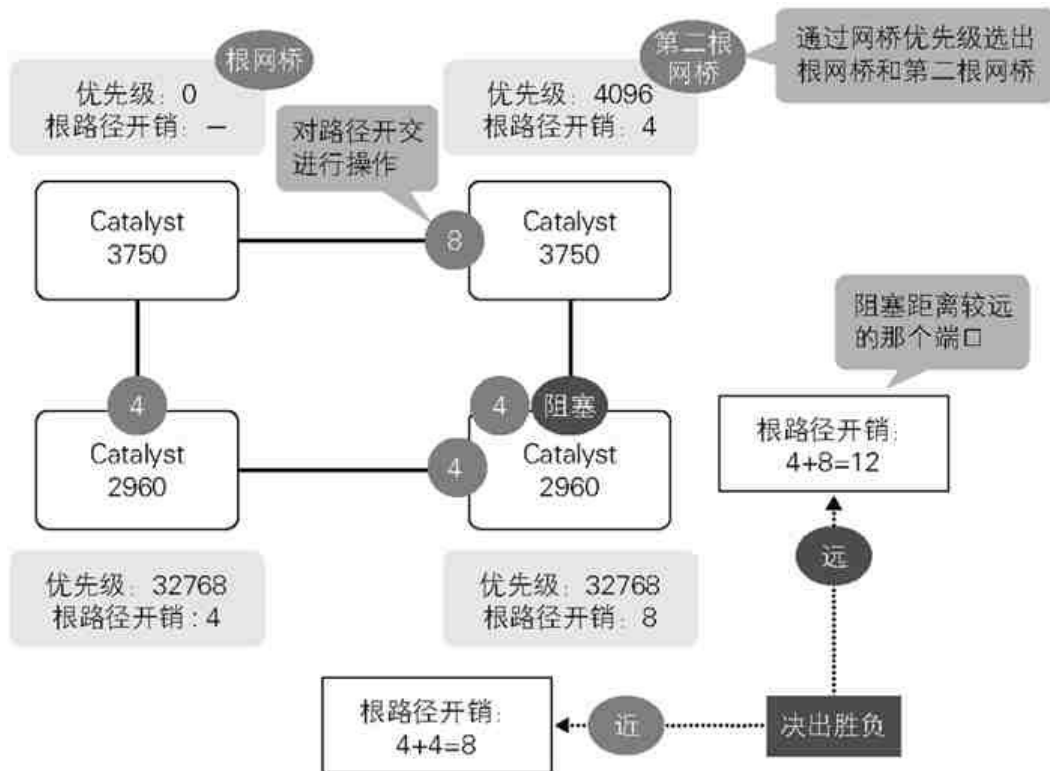 根网桥
优先级：0
根路径开销：—
第二根
网桥
优先级：4096
根路径开销：4
通过网桥优先级选出
根网桥和第二根网桥
对路径开交
进行操作
Catalyst
3750
8
Catalyst
3750
阻塞距离较远
的那个端口
4
4
阻塞
Catalyst
2960
4
Catalyst
2960
根路径开销：
4+8=12
远
优先级：32768
根路径开销：4
优先级：32768
根路径开销：8
根路径开销：
4+4=8
近
决出胜负